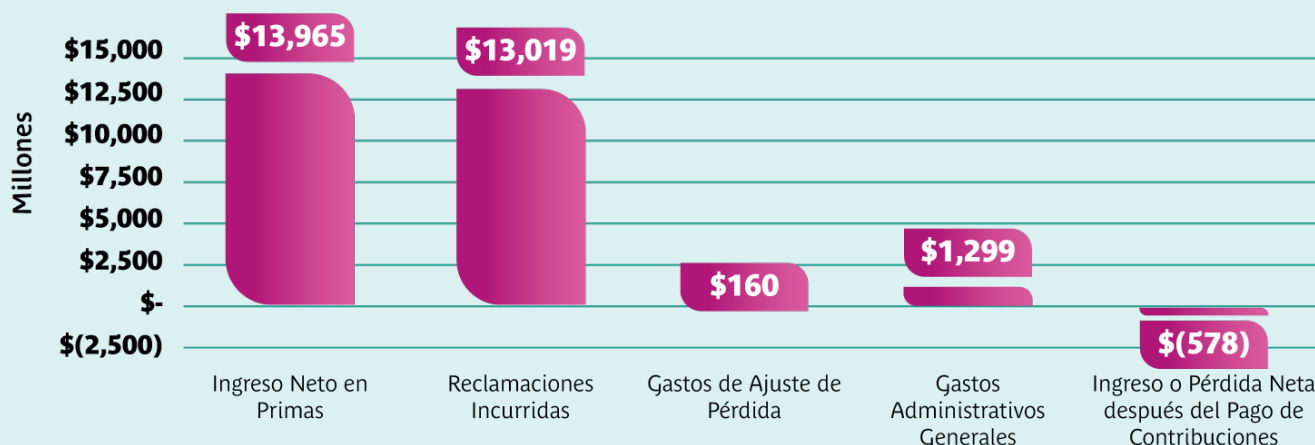 Millones
$15,000
$12,500
$10,000
$7,500
$5,000
$2,500
$-
$(2,500)
$13,965
$13,019
$160
$1,299
$(578)
Ingreso Neto en
Primas
Reclamaciones
Incurridas
Gastos de Ajuste de
Pérdida
Gastos
Administrativos
Generales
Ingreso o Pérdida Neta
después del Pago de
Contribuciones